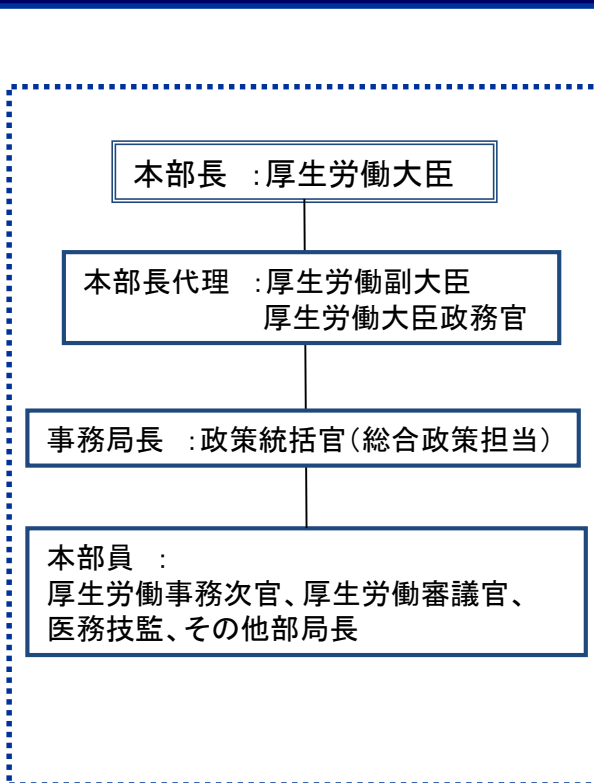 本部長　：厚生労働大臣
本部長代理　：厚生労働副大臣
厚生労働大臣政務官
事務局長　：政策統括官（総合政策担当）
本部員　：
厚生労働事務次官、厚生労働審議官、
医務技監、その他部局長